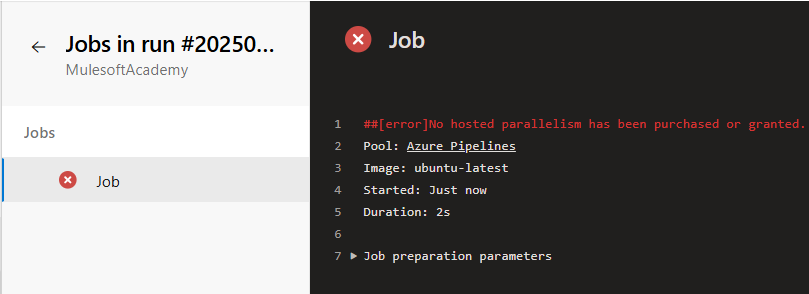 Jobs in run #20250...
MulesoftAcademy
Jobs
Job
Job
1 ##[error]No hosted parallelism has been purchased or granted.
2 Pool: Azure Pipelines
3 Image: ubuntu-latest
4 Started: Just now
5 Duration: 2s
6
7 Job preparation parameters